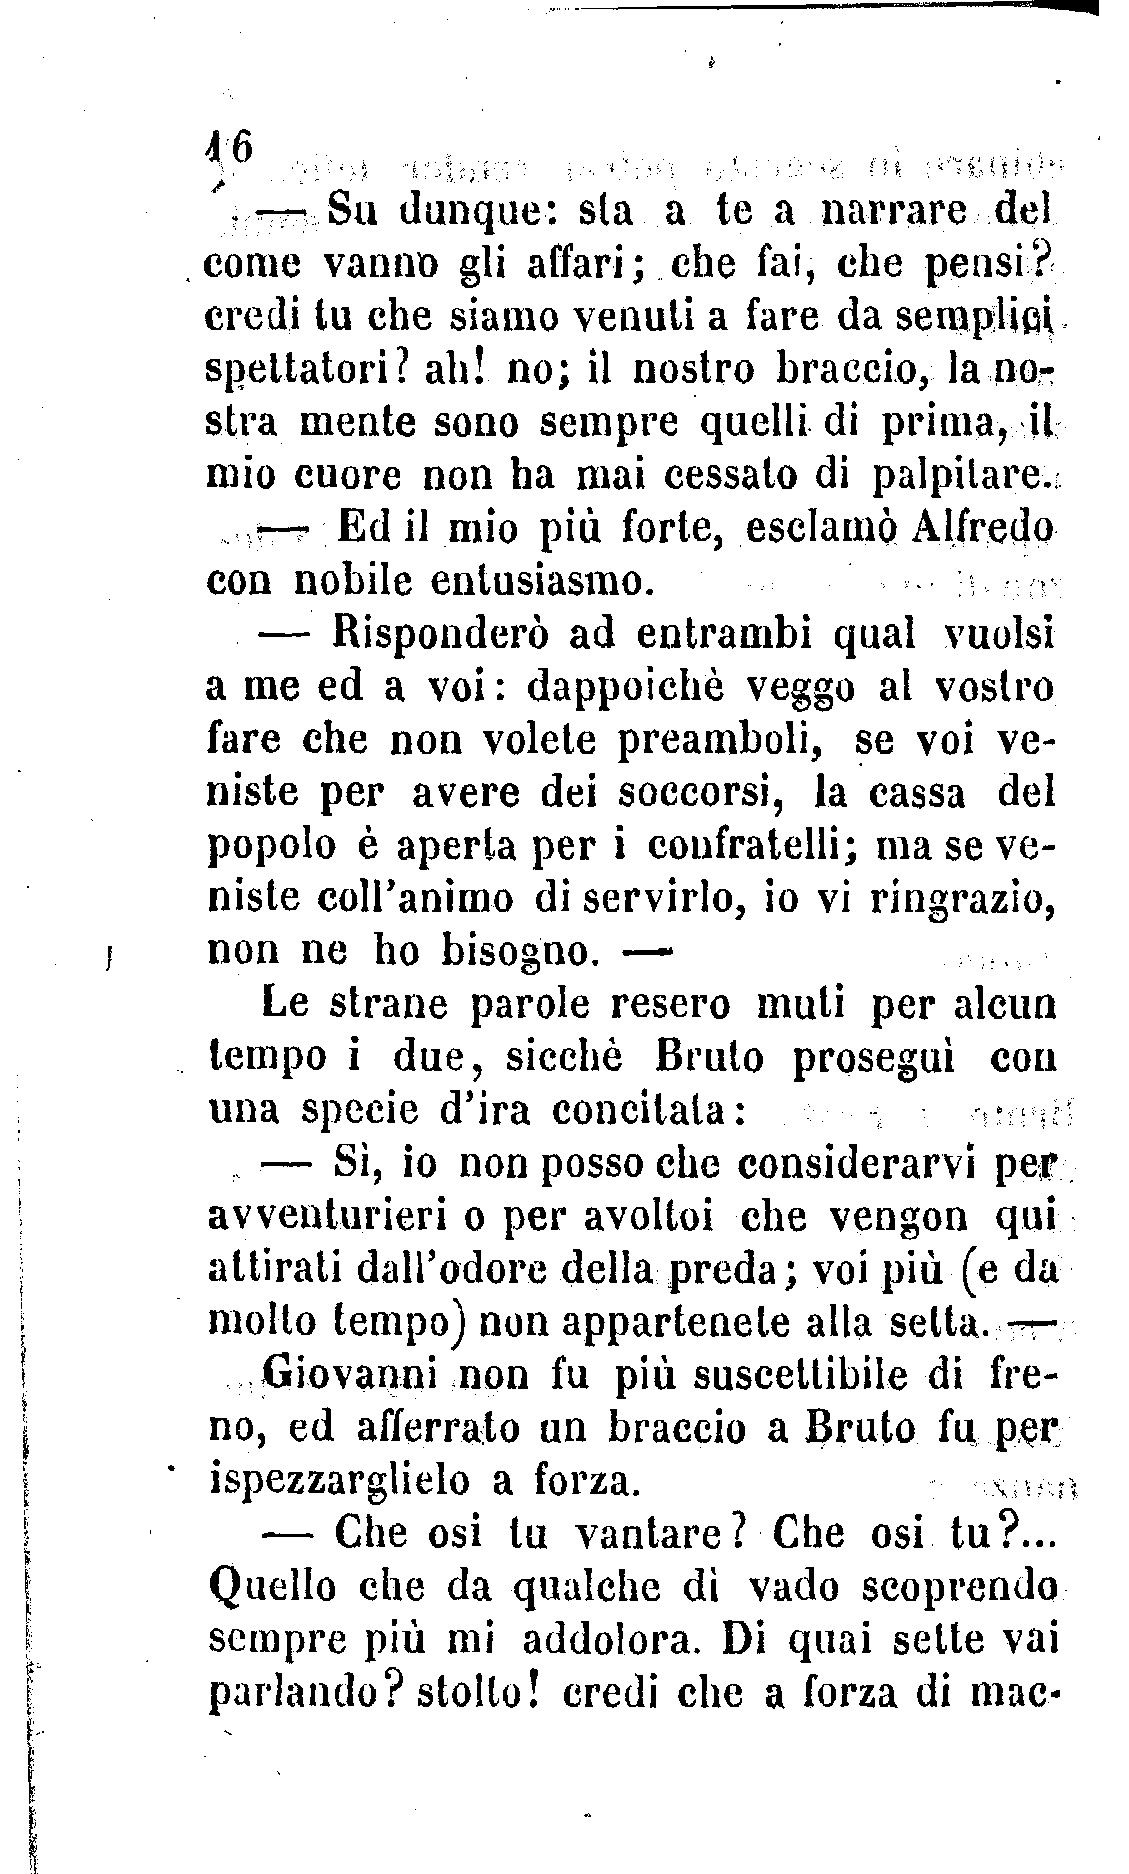 16
— Su dunque: sta a te a narrare del
come vanno gli affari; che fai, che pensi?
credi tu che siamo venuti a fare da semplici
spettatori? ah! no; il nostro braccio, la no-
stra mente sono sempre quelli di prima, il
mio cuore non ha mai cessato di palpitare.
— Ed il mio più forte, esclamò Alfredo
con nobile entusiasmo.
— Risponderò ad entrambi qual vuolsi
a me ed a voi: dappoichè veggo al vostro
fare che non volete preamboli, se voi ve-
niste per avere dei soccorsi, la cassa del
popolo è aperta per i confratelli; ma se ve-
niste coll'animo di servirlo, io vi ringrazio,
non ne ho bisogno. —
Le strane parole resero muti per alcun
tempo i due, sicchè Bruto proseguì con
una specie d'ira concitata:
— Sì, io non posso che considerarvi per
avventurieri o per avoltoi che vengon qui
attirati dall'odore della preda; voi più (e da
molto tempo) non appartenete alla setta. —
Giovanni non fu più suscettibile di fre-
no, ed afferrato un braccio a Bruto fu per
ispezzarglielo a forza.
— Che osi tu vantare? Che osi tu?...
Quello che da qualche dì vado scoprendo
sempre più mi addolora. Di quai sette vai
parlando? stolto! credi che a forza di mac-